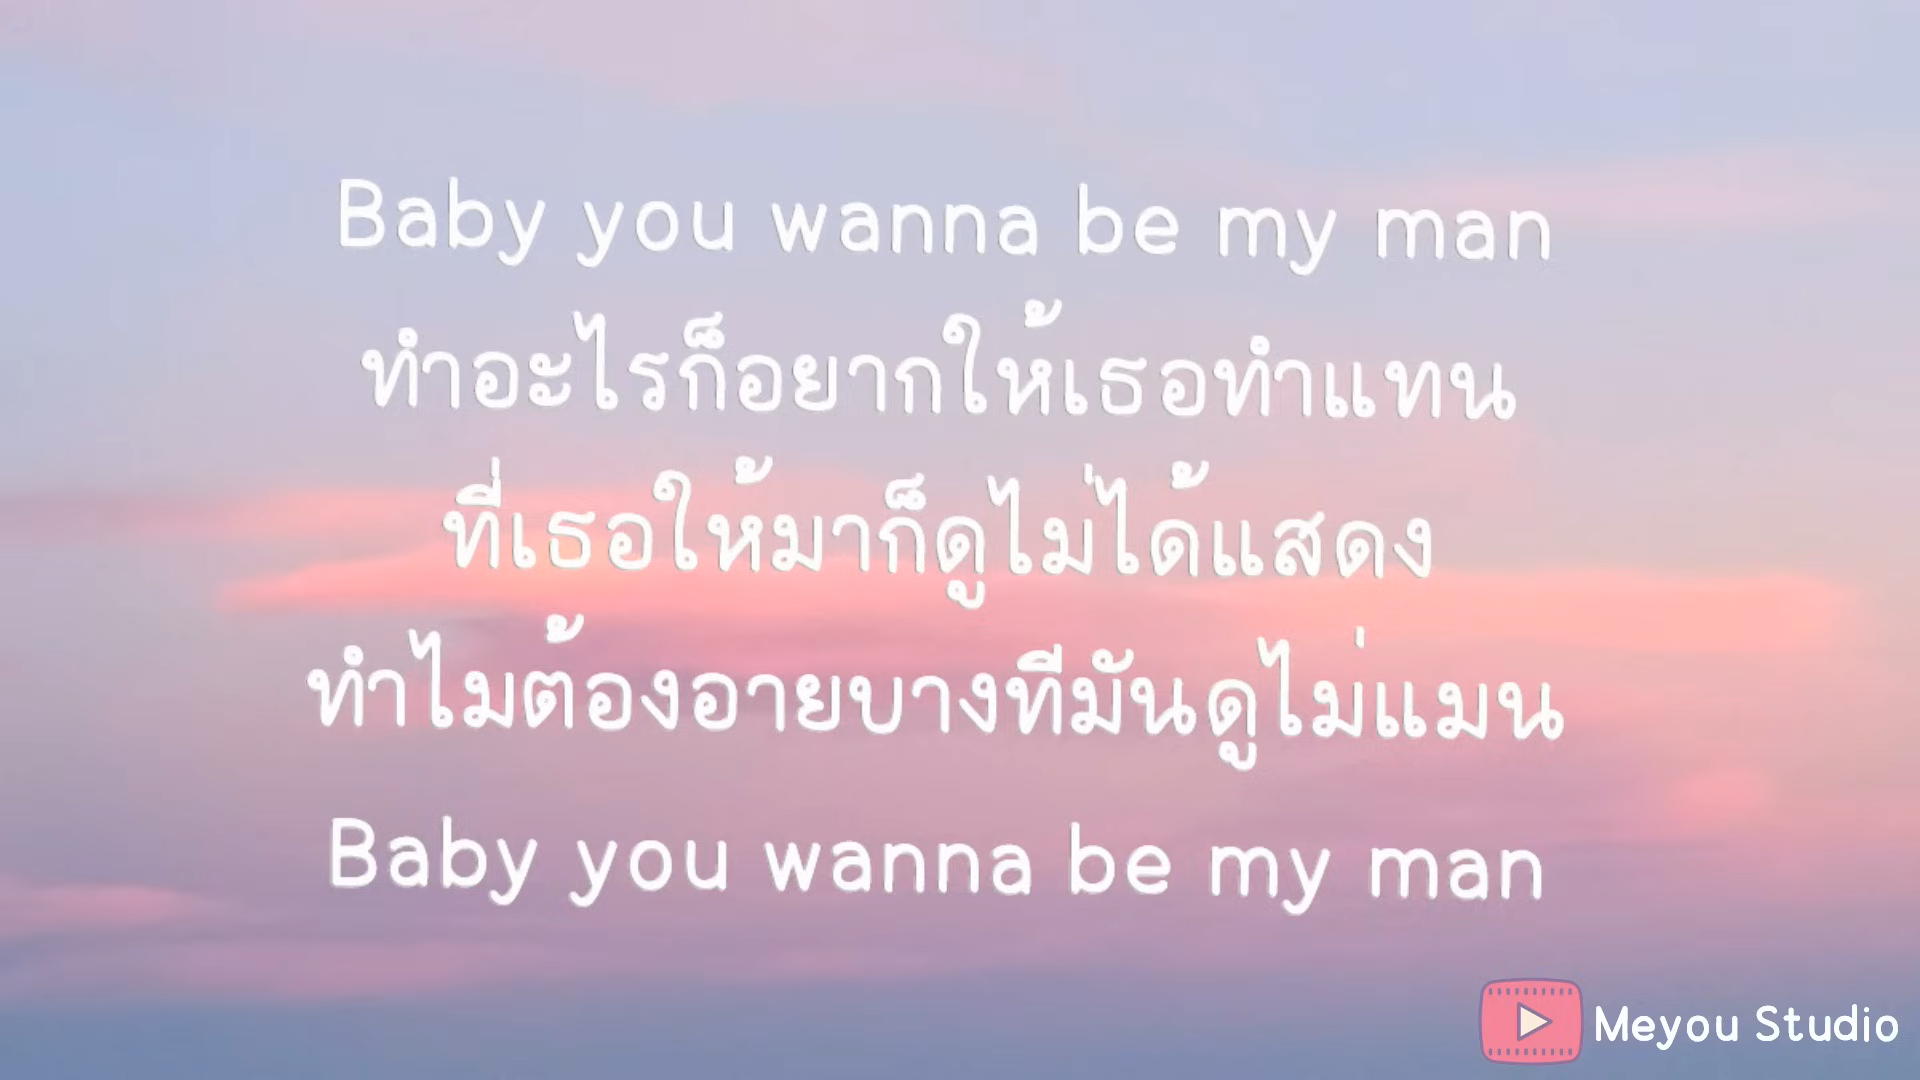 Baby you wanna be my man
ทำอะไรก็อยากให้เธอทำแทน
ที่เธอให้มาก็ดูไม่ได้แสดง
ทำไมต้องอายบางทีมันดูไม่แมน
Baby you wanna be my man
Meyou Studio